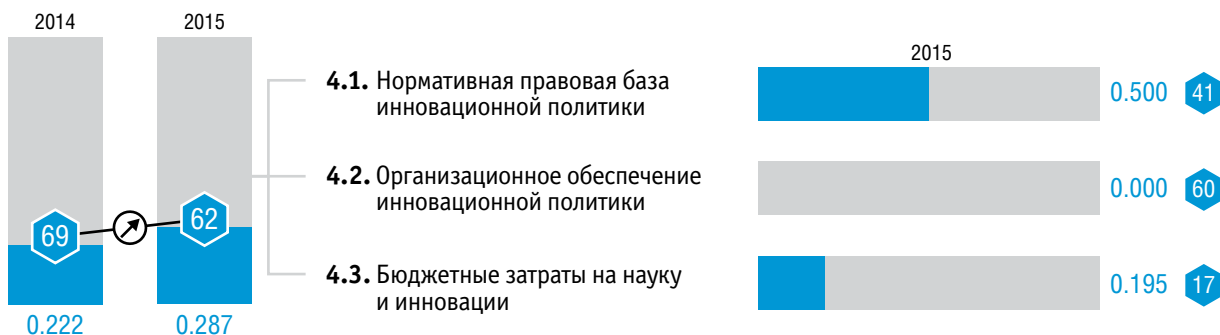 2014
2015
69
62
0.222
0.287
4.1. Нормативная правовая база
инновационной политики
4.2. Организационное обеспечение
инновационной политики
4.3. Бюджетные затраты на науку
и инновации
2015
0.500 41
0.000 60
0.195 17